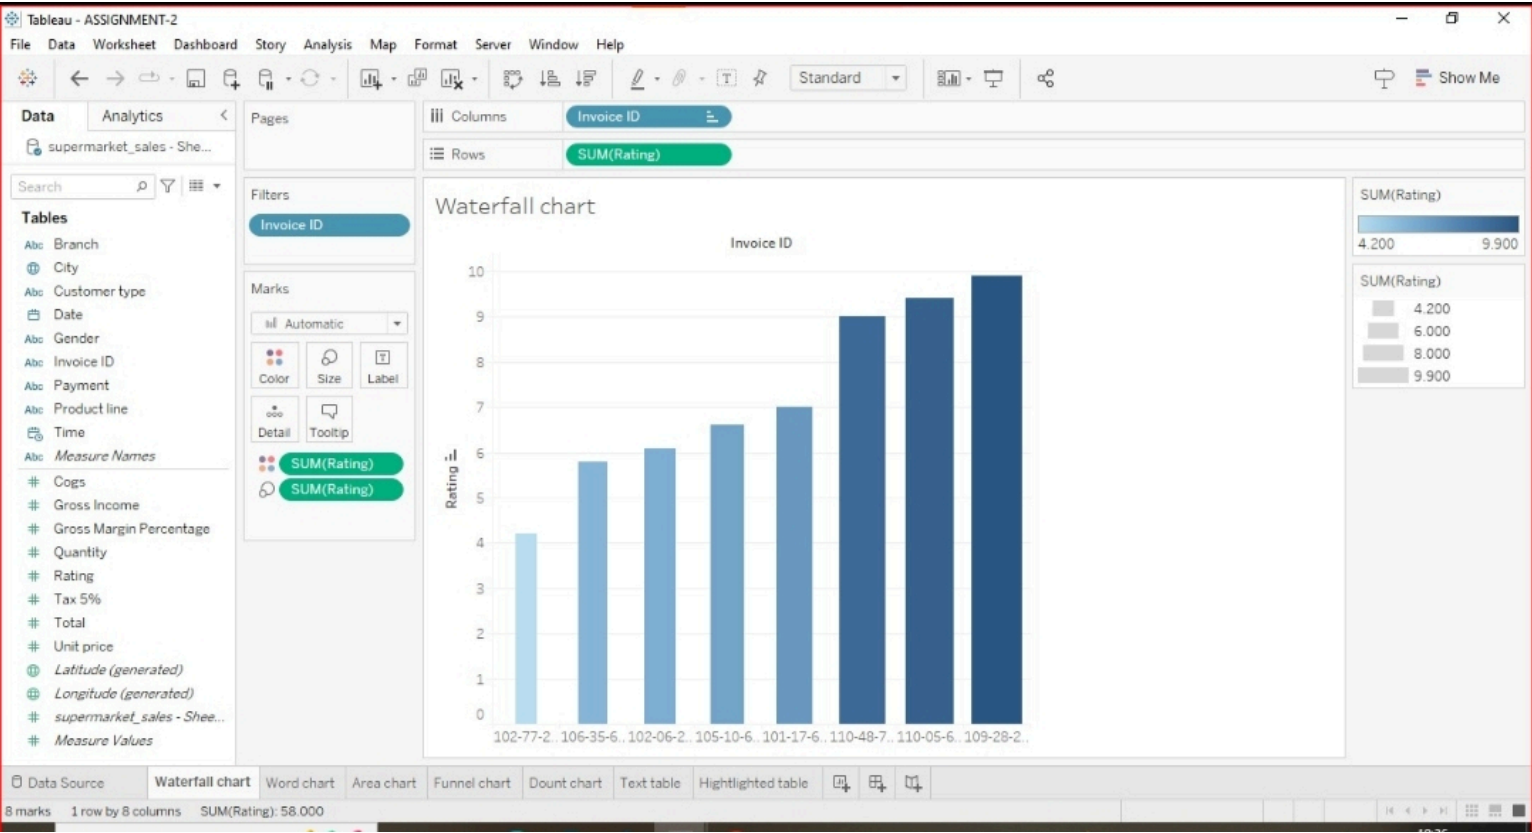 Tableau - ASSIGNMENT-2
File Data Worksheet Dashboard Story Analysis Map Format Server Window Help
Standard
Show Me
Data Analytics
supermarket_sales - She...
Search
Tables
Abc Branch
City
Abc Customer type
Date
Abc Gender
Abc Invoice ID
Abc Payment
Abc Product line
Time
Abc Measure Names
# Cogs
# Gross Income
# Gross Margin Percentage
# Quantity
# Rating
# Tax 5%
# Total
# Unit price
Latitude (generated)
Longitude (generated)
# supermarket_sales - Shee...
# Measure Values
Pages
Filters
Invoice ID
Marks
Automatic
Color Size Label
Detail Tooltip
SUM(Rating)
SUM(Rating)
Columns Invoice ID
Rows SUM(Rating)
Waterfall chart
Invoice ID
Rating
10
9
8
7
6
5
4
3
2
1
0
102-77-2.. 106-35-6.. 102-06-2.. 105-10-6.. 101-17-6.. 110-48-7.. 110-05-6.. 109-28-2..
SUM(Rating)
4.200 9.900
SUM(Rating)
4.200
6.000
8.000
9.900
Data Source Waterfall chart Word chart Area chart Funnel chart Dount chart Text table Hightlighted table
8 marks 1 row by 8 columns SUM(Rating): 58.000